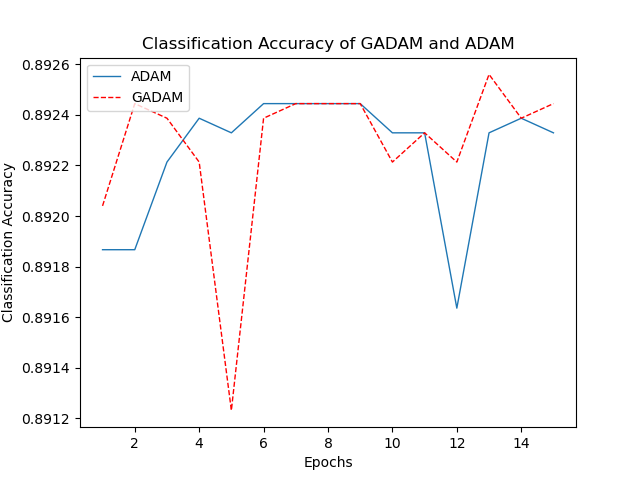 Classification Accuracy of GADAM and ADAM
ADAM
GADAM
Classification Accuracy
0.8926
0.8924
0.8922
0.8920
0.8918
0.8916
0.8914
0.8912
2 4 6 8 10 12 14
Epochs